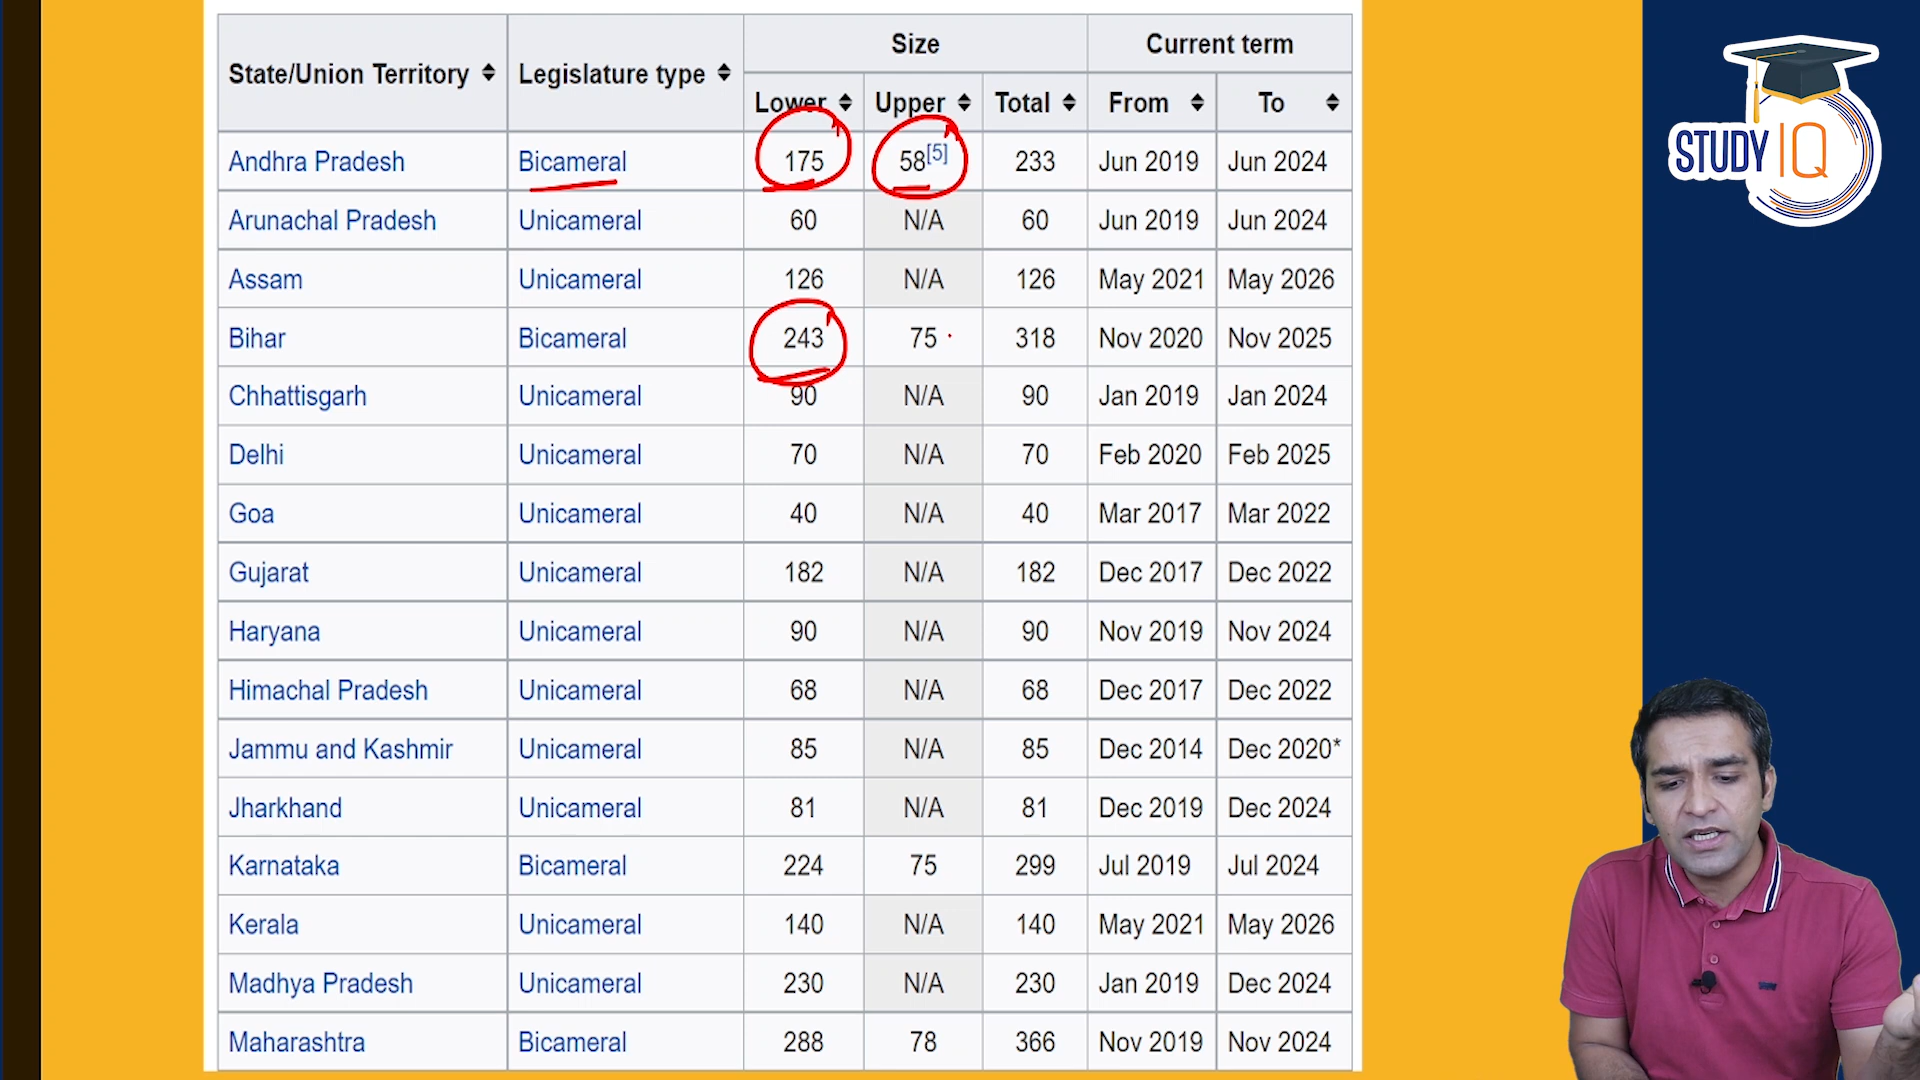 State/Union Territory Legislature type Size Current term
Lower Upper Total From To
Andhra Pradesh Bicameral 175 58[5] 233 Jun 2019 Jun 2024
Arunachal Pradesh Unicameral 60 N/A 60 Jun 2019 Jun 2024
Assam Unicameral 126 N/A 126 May 2021 May 2026
Bihar Bicameral 243 75 318 Nov 2020 Nov 2025
Chhattisgarh Unicameral 90 N/A 90 Jan 2019 Jan 2024
Delhi Unicameral 70 N/A 70 Feb 2020 Feb 2025
Goa Unicameral 40 N/A 40 Mar 2017 Mar 2022
Gujarat Unicameral 182 N/A 182 Dec 2017 Dec 2022
Haryana Unicameral 90 N/A 90 Nov 2019 Nov 2024
Himachal Pradesh Unicameral 68 N/A 68 Dec 2017 Dec 2022
Jammu and Kashmir Unicameral 85 N/A 85 Dec 2014 Dec 2020*
Jharkhand Unicameral 81 N/A 81 Dec 2019 Dec 2024
Karnataka Bicameral 224 75 299 Jul 2019 Jul 2024
Kerala Unicameral 140 N/A 140 May 2021 May 2026
Madhya Pradesh Unicameral 230 N/A 230 Jan 2019 Dec 2024
Maharashtra Bicameral 288 78 366 Nov 2019 Nov 2024
STUDY IQ